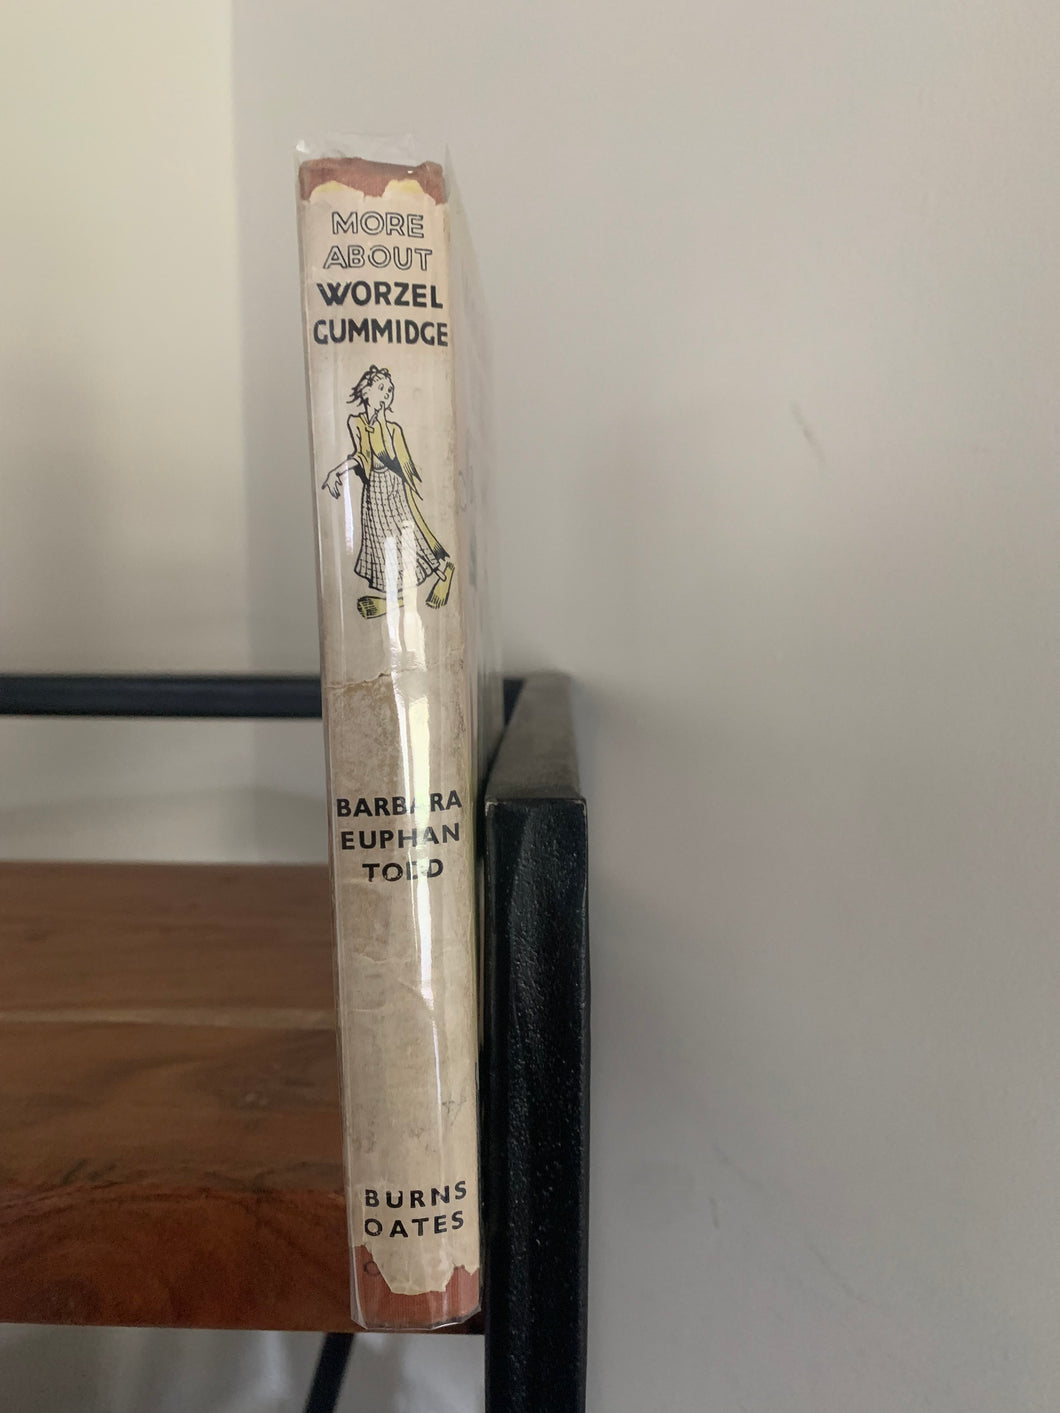 MORE
ABOUT
WORZEL
GUMMIDGE
BARBARA
EUPHAN
TODD
BURNS
OATES